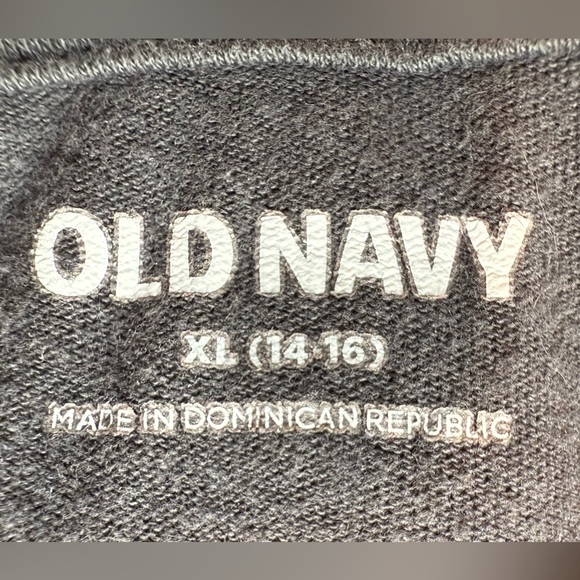 OLD NAVY
XL (14-16)
MADE IN DOMINICAN REPUBLIC